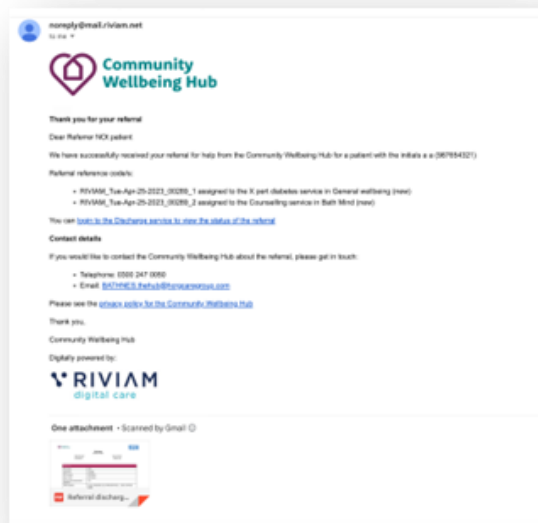 noreply@mail.riviam.net
to me
Community
Wellbeing Hub
Thank you for your referral
Dear Referrer NOt patient
We have successfully received your referral for help from the Community Wellbeing Hub for a patient with the initials a a (987654321)
Referral reference code/s:
• RIVIAM_Tue-Apr-25-2023_00289_1 assigned to the X pert diabetes service in General wellbeing (new)
• RIVIAM_Tue-Apr-25-2023_00289_2 assigned to the Counselling service in Bath Mind (new)
You can login to the Discharge service to view the status of the referral
Contact details
If you would like to contact the Community Wellbeing Hub about the referral, please get in touch:
• Telephone: 0300 247 0050
• Email:
Please see the privacy policy for the Community Wellbeing Hub
Thank you,
Community Wellbeing Hub
Digitally powered by:
RIVIAM
digital care
One attachment • Scanned by Gmail
Referral discharg...